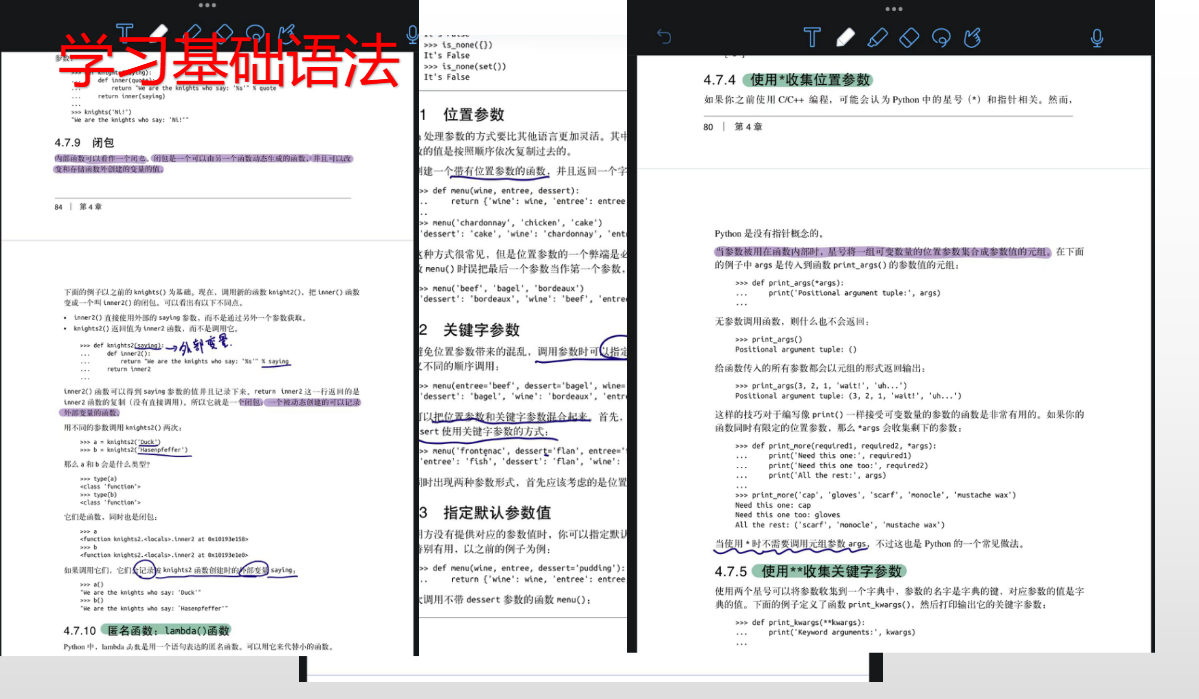 学习基础语法
... def inner(quote):
... return "We are the knights who say: '%s'" % quote
... return inner(saying)
...
>>> knights('Ni!')
"We are the knights who say: 'Ni!'"
4.7.9 闭包
内部函数可以看作一个闭包。闭包是一个可以由另一个函数动态生成的函数，并且可以改
变和存储函数外创建的变量的值。
84 | 第 4 章
下面的例子以之前的 knights() 为基础。现在，调用新的函数 knight2()，把 inner() 函数
变成一个叫 inner2() 的闭包。可以看出有以下不同点。
• inner2() 直接使用外部的 saying 参数，而不是通过另外一个参数获取。
• knights2() 返回值为 inner2 函数，而不是调用它。
>>> def knights2(saying):
... def inner2():
... return "We are the knights who say: '%s'" % saying
... return inner2
...
→外部变量.
inner2() 函数可以得到 saying 参数的值并且记录下来。return inner2 这一行返回的是
inner2 函数的复制（没有直接调用）。所以它就是一个闭包：一个被动态创建的可以记录
外部变量的函数。
用不同的参数调用 knights2() 两次：
>>> a = knights2('Duck')
>>> b = knights2('Hasenpfeffer')
那么 a 和 b 会是什么类型？
>>> type(a)
<class 'function'>
>>> type(b)
<class 'function'>
它们是函数，同时也是闭包：
>>> a
<function knights2.<locals>.inner2 at 0x10193e158>
>>> b
<function knights2.<locals>.inner2 at 0x10193e1e0>
如果调用它们，它们会记录被 knights2 函数创建时的外部变量 saying：
>>> a()
"We are the knights who say: 'Duck'"
>>> b()
"We are the knights who say: 'Hasenpfeffer'"
4.7.10 匿名函数：lambda()函数
Python 中，lambda 函数是用一个语句表达的匿名函数。可以用它来代替小的函数。
It's False
>>> is_none({})
It's False
>>> is_none(set())
It's False
1 位置参数
处理参数的方式要比其他语言更加灵活。其中
的值是按照顺序依次复制过去的。
建一个带有位置参数的函数，并且返回一个字
>> def menu(wine, entree, dessert):
.. return {'wine': wine, 'entree': entree
..
>> menu('chardonnay', 'chicken', 'cake')
'dessert': 'cake', 'wine': 'chardonnay', 'ent
种方式很常见，但是位置参数的一个弊端是必
menu() 时误把最后一个参数当作第一个参数，
>> menu('beef', 'bagel', 'bordeaux')
'dessert': 'bordeaux', 'wine': 'beef', 'entre
2 关键字参数
避免位置参数带来的混乱，调用参数时可以指定
不同的顺序调用：
>> menu(entree='beef', dessert='bagel', wine=
'dessert': 'bagel', 'wine': 'bordeaux', 'entre
可以把位置参数和关键字参数混合起来。首先，
sert 使用关键字参数的方式：
>> menu('frontenac', dessert='flan', entree='
'entree': 'fish', 'dessert': 'flan', 'wine':
同时出现两种参数形式，首先应该考虑的是位置
3 指定默认参数值
用方没有提供对应的参数值时，你可以指定默认
特别有用，以之前的例子为例：
>> def menu(wine, entree, dessert='pudding'):
.. return {'wine': wine, 'entree': entree
调用不带 dessert 参数的函数 menu()：
4.7.4 使用*收集位置参数
如果你之前使用 C/C++ 编程，可能会认为 Python 中的星号（*）和指针相关。然而，
80 | 第 4 章
Python 是没有指针概念的。
当参数被用在函数内部时，星号将一组可变数量的位置参数集合成参数值的元组。在下面
的例子中 args 是传入到函数 print_args() 的参数值的元组：
>>> def print_args(*args):
... print('Positional argument tuple:', args)
...
无参数调用函数，则什么也不会返回：
>>> print_args()
Positional argument tuple: ()
给函数传入的所有参数都会以元组的形式返回输出：
>>> print_args(3, 2, 1, 'wait!', 'uh...')
Positional argument tuple: (3, 2, 1, 'wait!', 'uh...')
这样的技巧对于编写像 print() 一样接受可变数量的参数的函数是非常有用的。如果你的
函数同时有限定的位置参数，那么 *args 会收集剩下的参数：
>>> def print_more(required1, required2, *args):
... print('Need this one:', required1)
... print('Need this one too:', required2)
... print('All the rest:', args)
...
>>> print_more('cap', 'gloves', 'scarf', 'monocle', 'mustache wax')
Need this one: cap
Need this one too: gloves
All the rest: ('scarf', 'monocle', 'mustache wax')
当使用 * 时不需要调用元组参数 args，不过这也是 Python 的一个常见做法。
4.7.5 使用**收集关键字参数
使用两个星号可以将参数收集到一个字典中，参数的名字是字典的键，对应参数的值是字
典的值。下面的例子定义了函数 print_kwargs()，然后打印输出它的关键字参数：
>>> def print_kwargs(**kwargs):
... print('Keyword arguments:', kwargs)
...